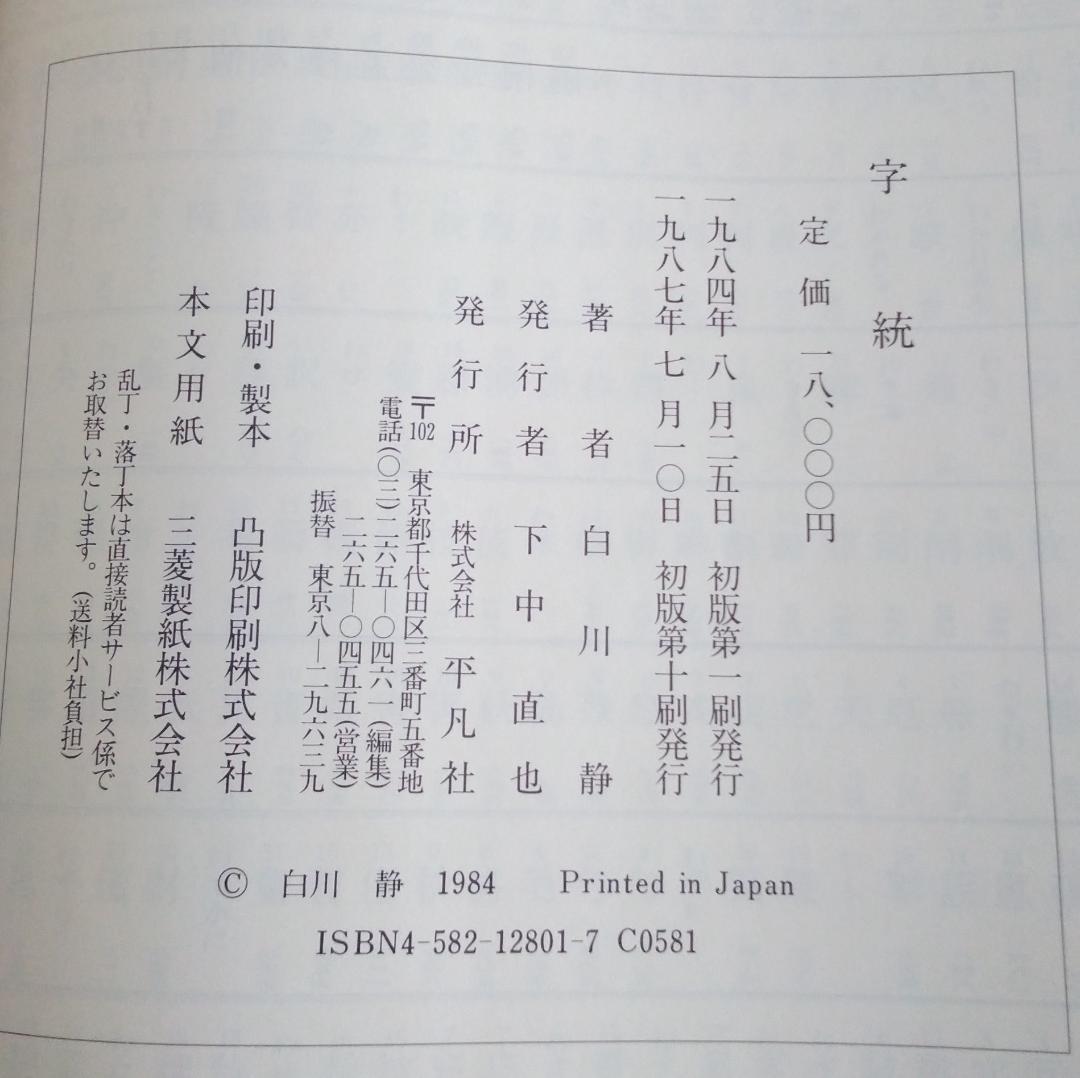 字統
定価 一八、〇〇〇円
一九八四年 八 月二五日 初版第一刷発行
一九八七年 七 月一〇日 初版第十刷発行
著者 白川 静
発行者 下中 直也
発行所 株式会社 平凡社
〒102 東京都千代田区三番町五番地
電話(〇三)二六五―〇四六一(編集)
二六五―〇四五五(営業)
振替 東京八―二九六三九
印刷・製本 凸版印刷株式会社
本文用紙 三菱製紙株式会社
乱丁・落丁本は直接読者サービス係で
お取替いたします。(送料小社負担)
© 白川 静 1984 Printed in Japan
ISBN4-582-12801-7 C0581